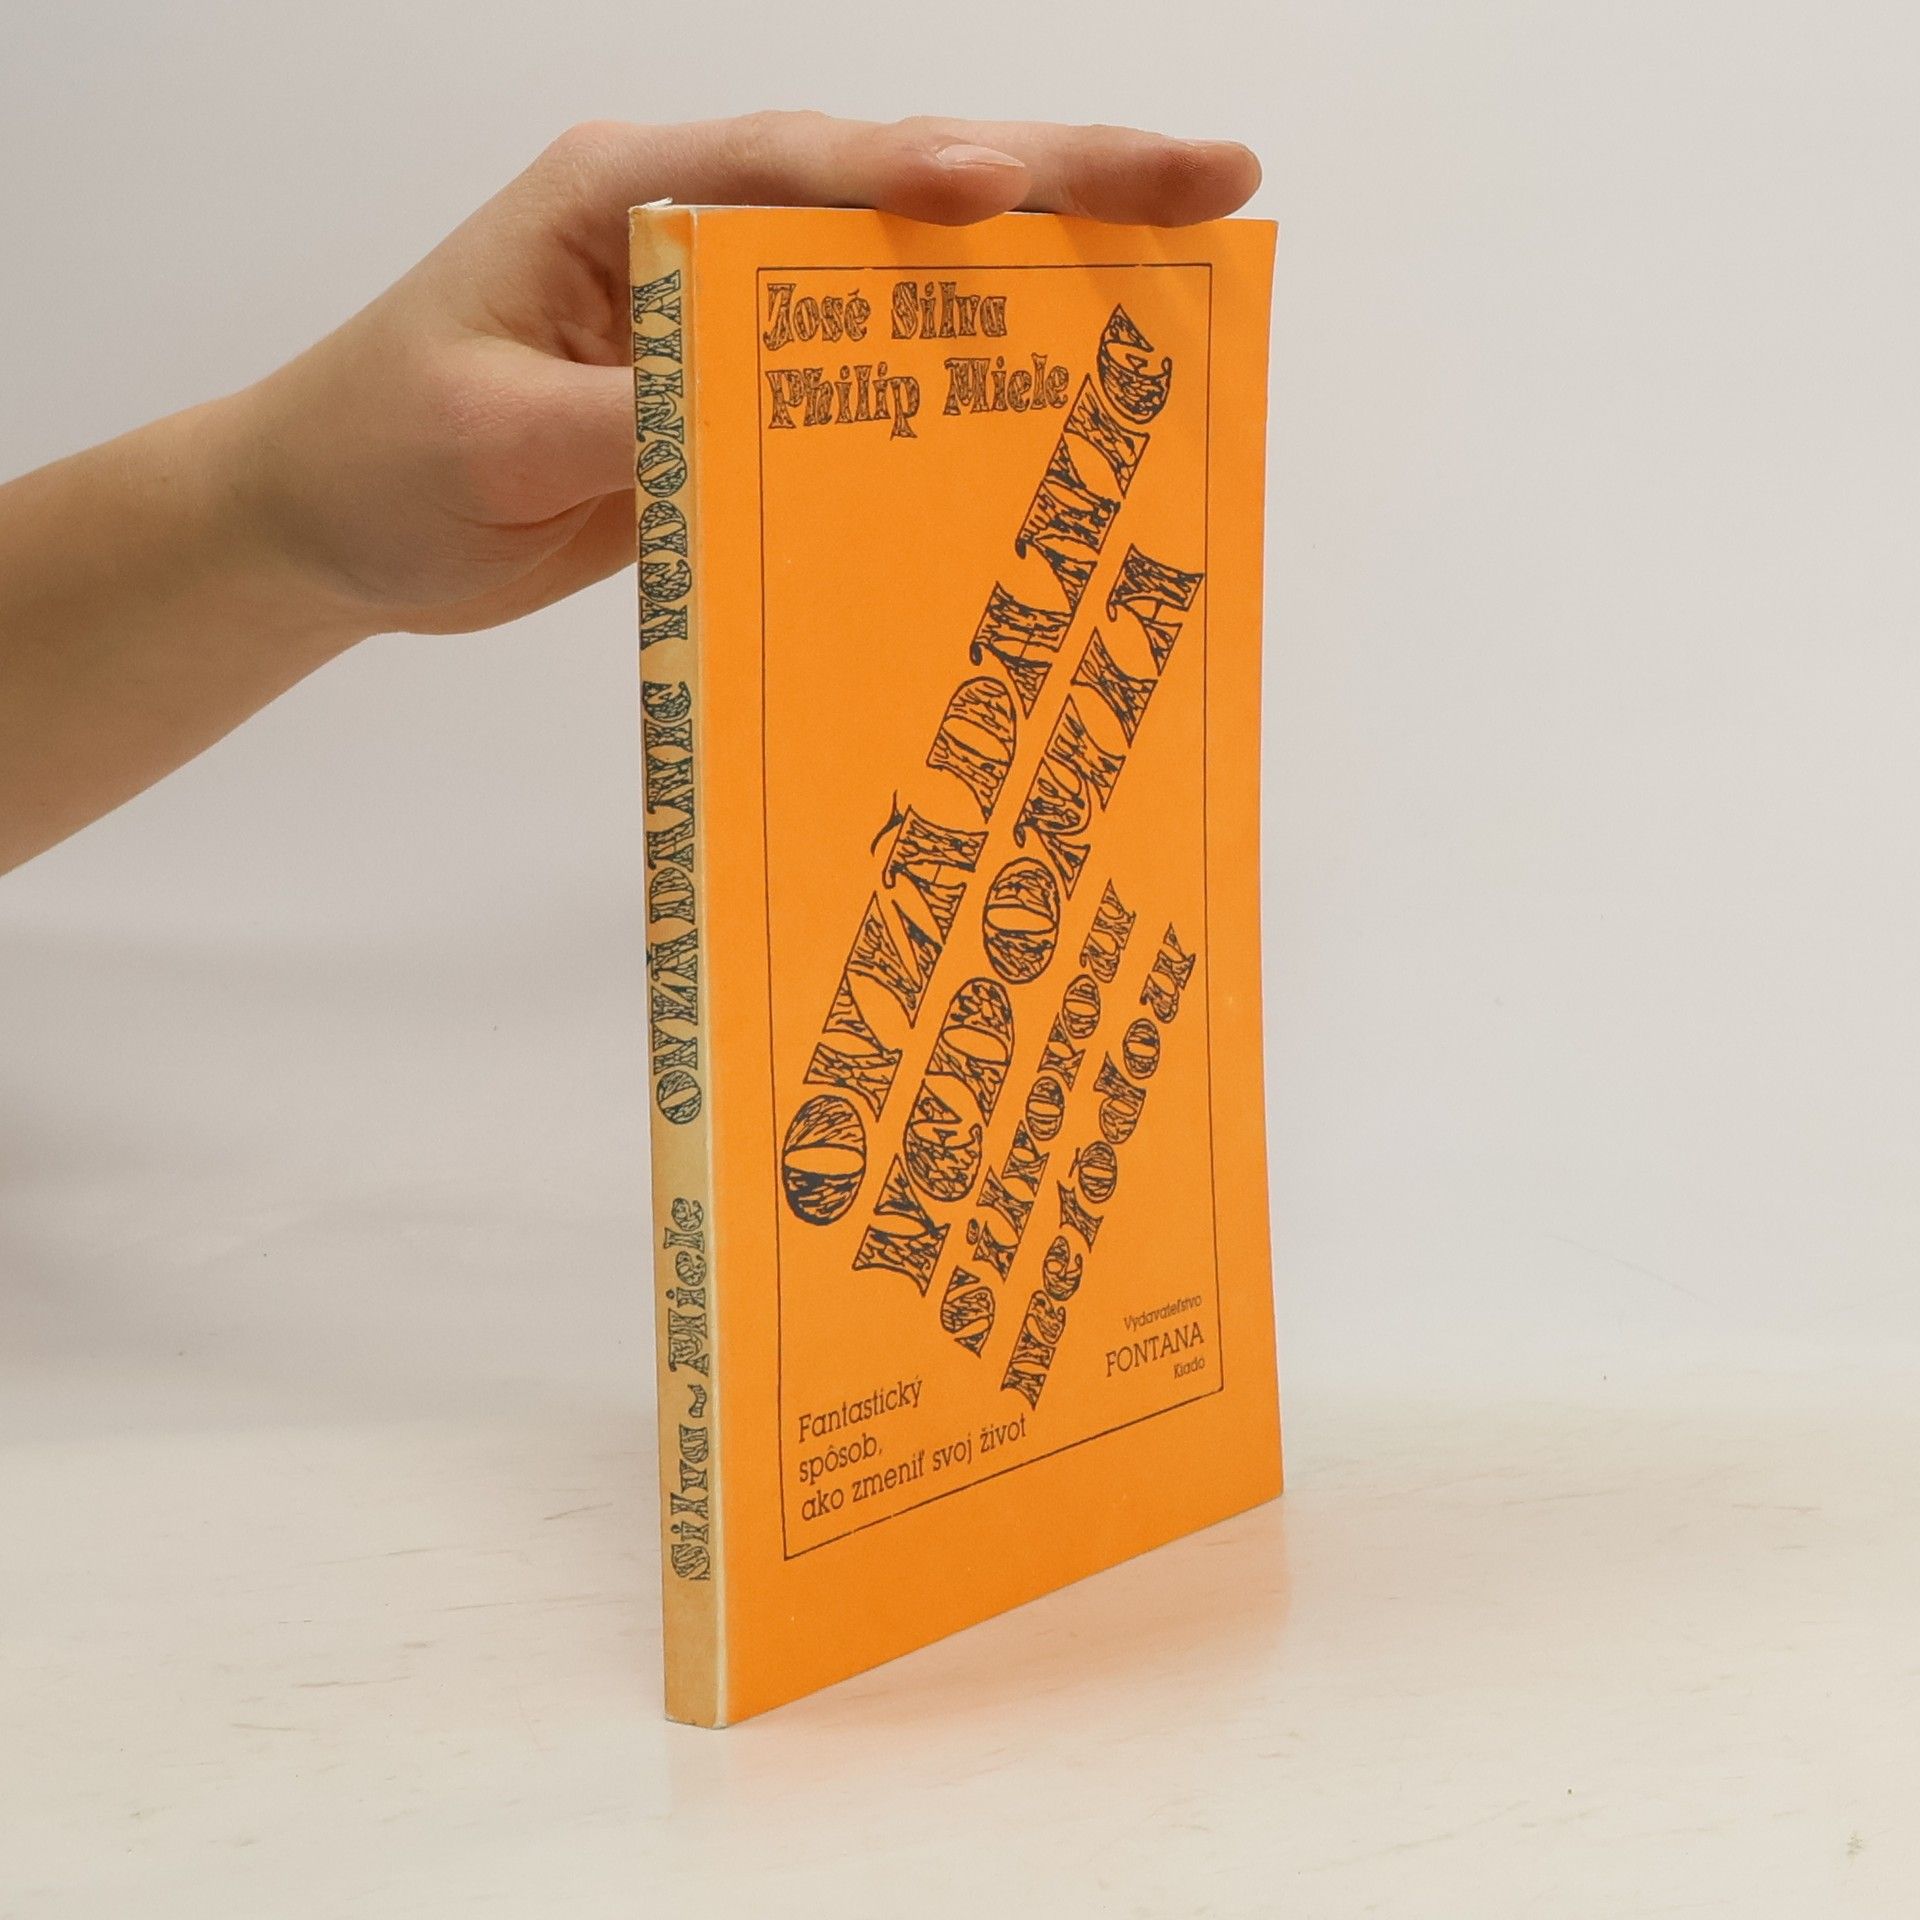 José Silva
Philip Miele
OVLÁDANIE
VEDOMIA
Silvovou
metódou
Fantastický
spôsob,
ako zmeniť svoj život
Vydavateľstvo
FONTANA
Kiadó
Silva - Miele OVLÁDANIE VEDOMIA